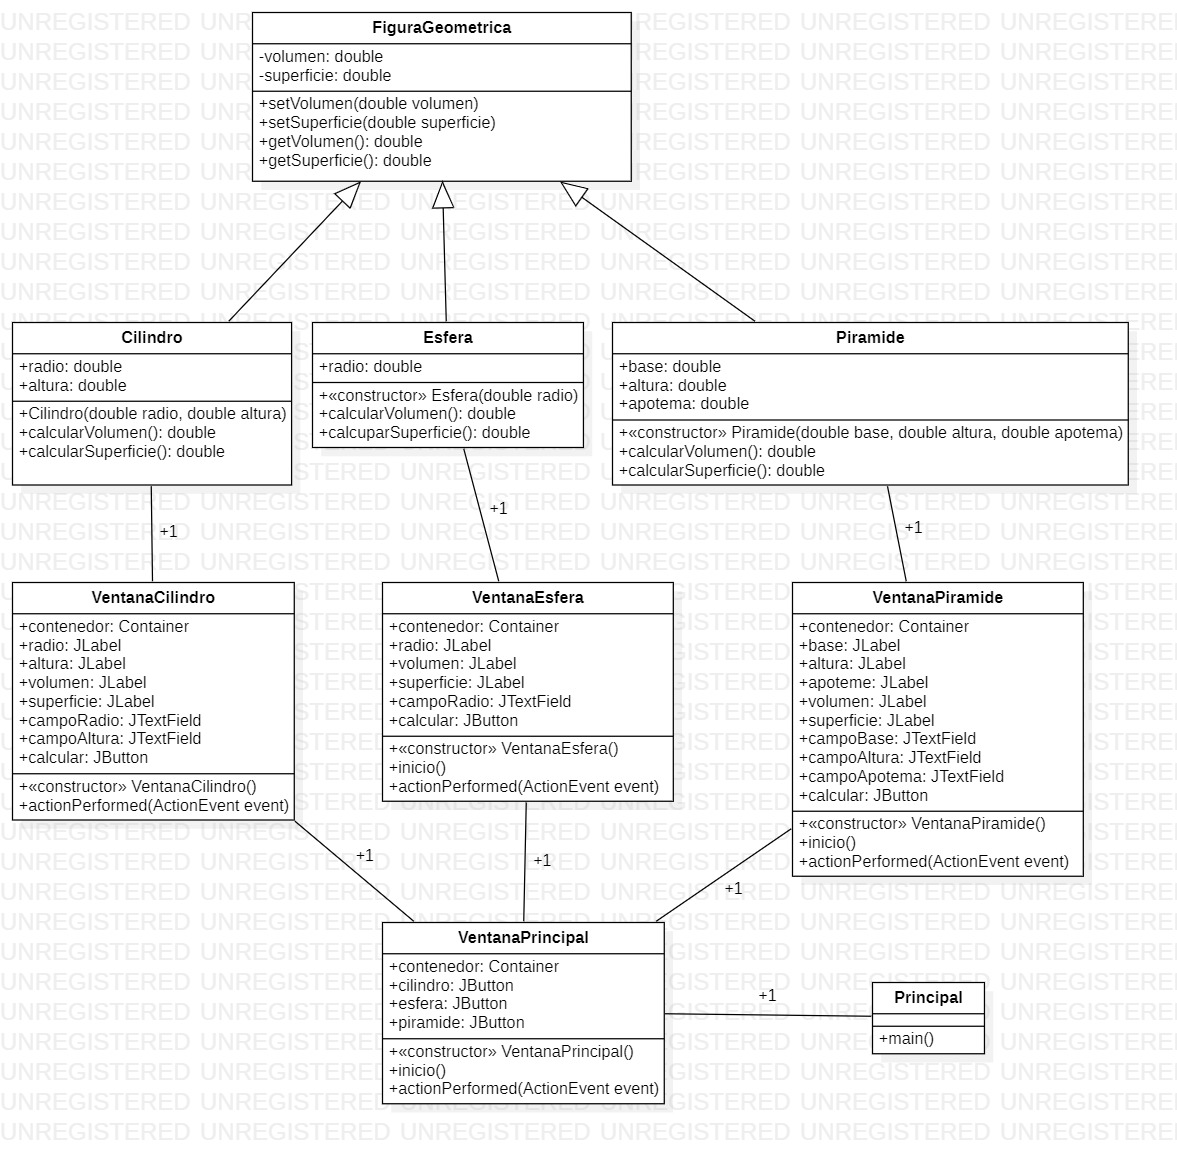 FiguraGeometrica
-volumen: double
-superficie: double
+setVolumen(double volumen)
+setSuperficie(double superficie)
+getVolumen(): double
+getSuperficie(): double
Cilindro
+radio: double
+altura: double
+Cilindro(double radio, double altura)
+calcularVolumen(): double
+calcularSuperficie(): double
Esfera
+radio: double
+«constructor» Esfera(double radio)
+calcularVolumen(): double
+calcuparSuperficie(): double
Piramide
+base: double
+altura: double
+apotema: double
+«constructor» Piramide(double base, double altura, double apotema)
+calcularVolumen(): double
+calcularSuperficie(): double
+1
+1
+1
VentanaCilindro
+contenedor: Container
+radio: JLabel
+altura: JLabel
+volumen: JLabel
+superficie: JLabel
+campoRadio: JTextField
+campoAltura: JTextField
+calcular: JButton
+«constructor» VentanaCilindro()
+actionPerformed(ActionEvent event)
VentanaEsfera
+contenedor: Container
+radio: JLabel
+volumen: JLabel
+superficie: JLabel
+campoRadio: JTextField
+calcular: JButton
+«constructor» VentanaEsfera()
+inicio()
+actionPerformed(ActionEvent event)
VentanaPiramide
+contenedor: Container
+base: JLabel
+altura: JLabel
+apoteme: JLabel
+volumen: JLabel
+superficie: JLabel
+campoBase: JTextField
+campoAltura: JTextField
+campoApotema: JTextField
+calcular: JButton
+«constructor» VentanaPiramide()
+inicio()
+actionPerformed(ActionEvent event)
+1
+1
+1
VentanaPrincipal
+contenedor: Container
+cilindro: JButton
+esfera: JButton
+piramide: JButton
+«constructor» VentanaPrincipal()
+inicio()
+actionPerformed(ActionEvent event)
+1
Principal
+main()
UNREGISTERED